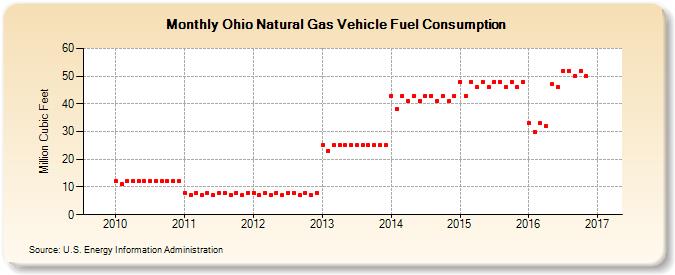 Monthly Ohio Natural Gas Vehicle Fuel Consumption
Million Cubic Feet
60
50
40
30
20
10
0
2010 2011 2012 2013 2014 2015 2016 2017
Source: U.S. Energy Information Administration